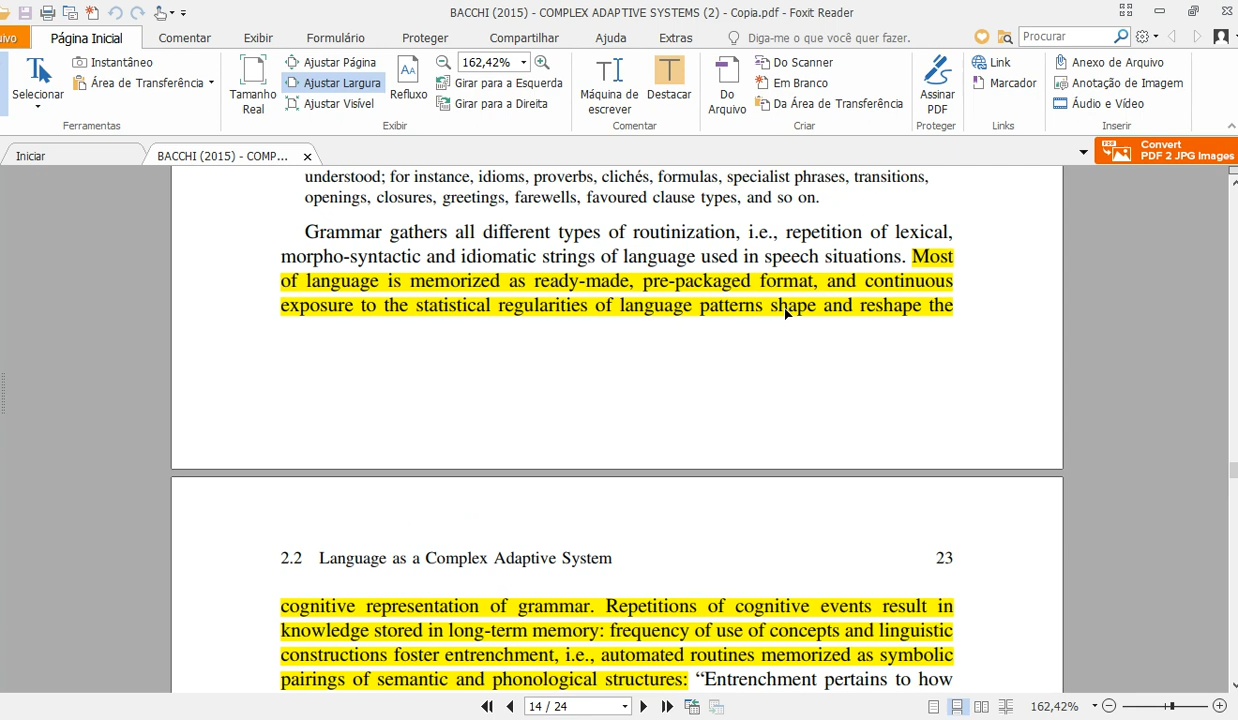 BACCHI (2015) - COMPLEX ADAPTIVE SYSTEMS (2) - Copia.pdf - Foxit Reader
ivo Página Inicial Comentar Exibir Formulário Proteger Compartilhar Ajuda Extras Diga-me o que você quer fazer. Procurar
Selecionar
Instantâneo
Área de Transferência
Ferramentas
Tamanho
Real
Ajustar Página
Ajustar Largura
Ajustar Visível
Refluxo
162,42%
Girar para a Esquerda
Girar para a Direita
Exibir
Máquina de
escrever
Destacar
Comentar
Do
Arquivo
Do Scanner
Em Branco
Da Área de Transferência
Criar
Assinar
PDF
Proteger
Link
Marcador
Links
Anexo de Arquivo
Anotação de Imagem
Áudio e Vídeo
Inserir
Iniciar
BACCHI (2015) - COMP...
Convert
PDF 2 JPG Images
understood; for instance, idioms, proverbs, clichés, formulas, specialist phrases, transitions,
openings, closures, greetings, farewells, favoured clause types, and so on.
Grammar gathers all different types of routinization, i.e., repetition of lexical,
morpho-syntactic and idiomatic strings of language used in speech situations. Most
of language is memorized as ready-made, pre-packaged format, and continuous
exposure to the statistical regularities of language patterns shape and reshape the
2.2 Language as a Complex Adaptive System 23
cognitive representation of grammar. Repetitions of cognitive events result in
knowledge stored in long-term memory: frequency of use of concepts and linguistic
constructions foster entrenchment, i.e., automated routines memorized as symbolic
pairings of semantic and phonological structures: “Entrenchment pertains to how
14 / 24
162,42%